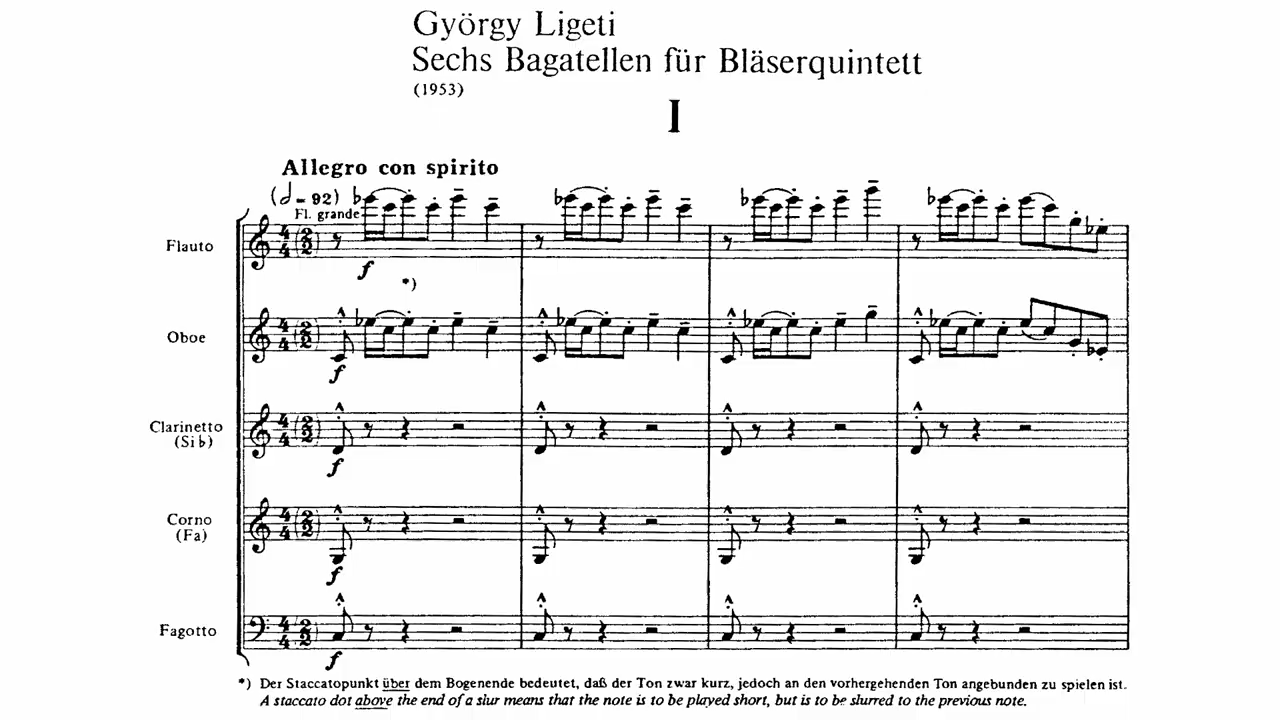 György Ligeti
Sechs Bagatellen für Bläserquintett
(1953)
I
Allegro con spirito
(𝅗𝅥 = 92)
Fl. grande
Flauto
f
*)
Oboe
f
Clarinetto
(Si♭)
f
Corno
(Fa)
f
Fagotto
f
*) Der Staccatopunkt über dem Bogenende bedeutet, daß der Ton zwar kurz, jedoch an den vorhergehenden Ton angebunden zu spielen ist.
A staccato dot above the end of a slur means that the note is to be played short, but is to be slurred to the previous note.